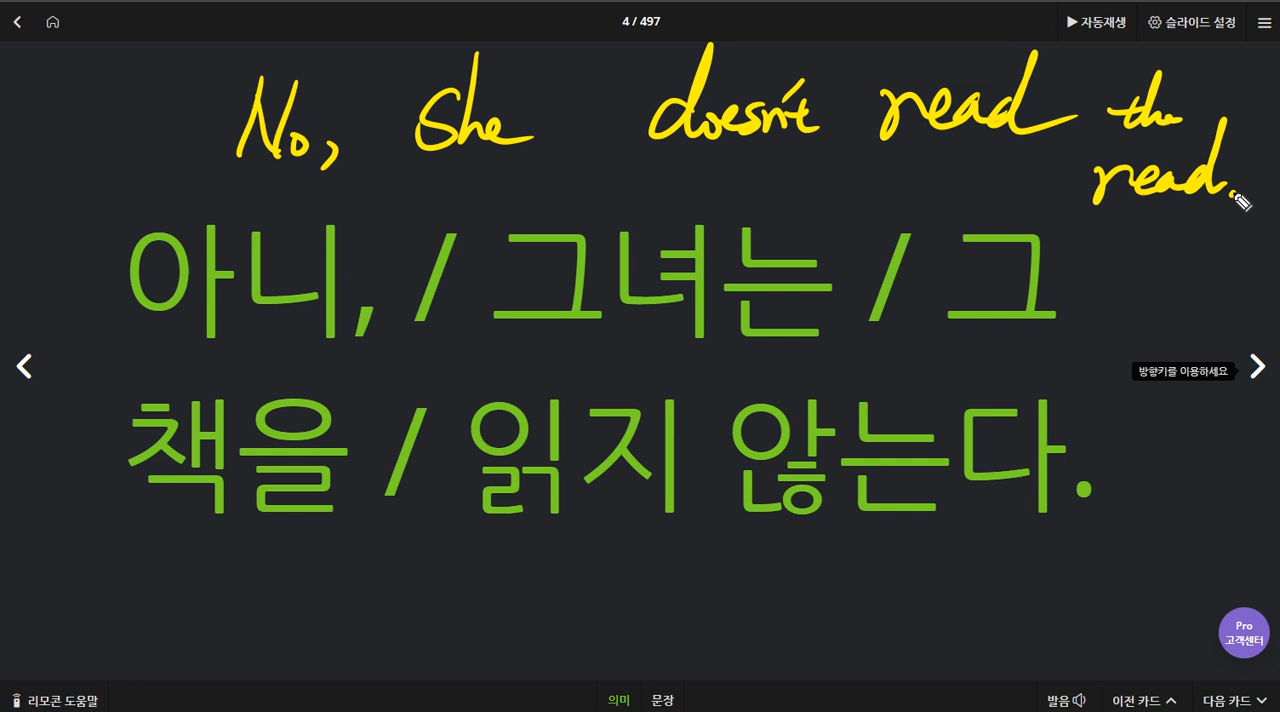 4 / 497
자동재생
슬라이드 설정
No, She doesn't read the
read.
아니, / 그녀는 / 그
책을 / 읽지 않는다.
방향키를 이용하세요
Pro
고객센터
리모콘 도움말
의미
문장
발음
이전 카드
다음 카드